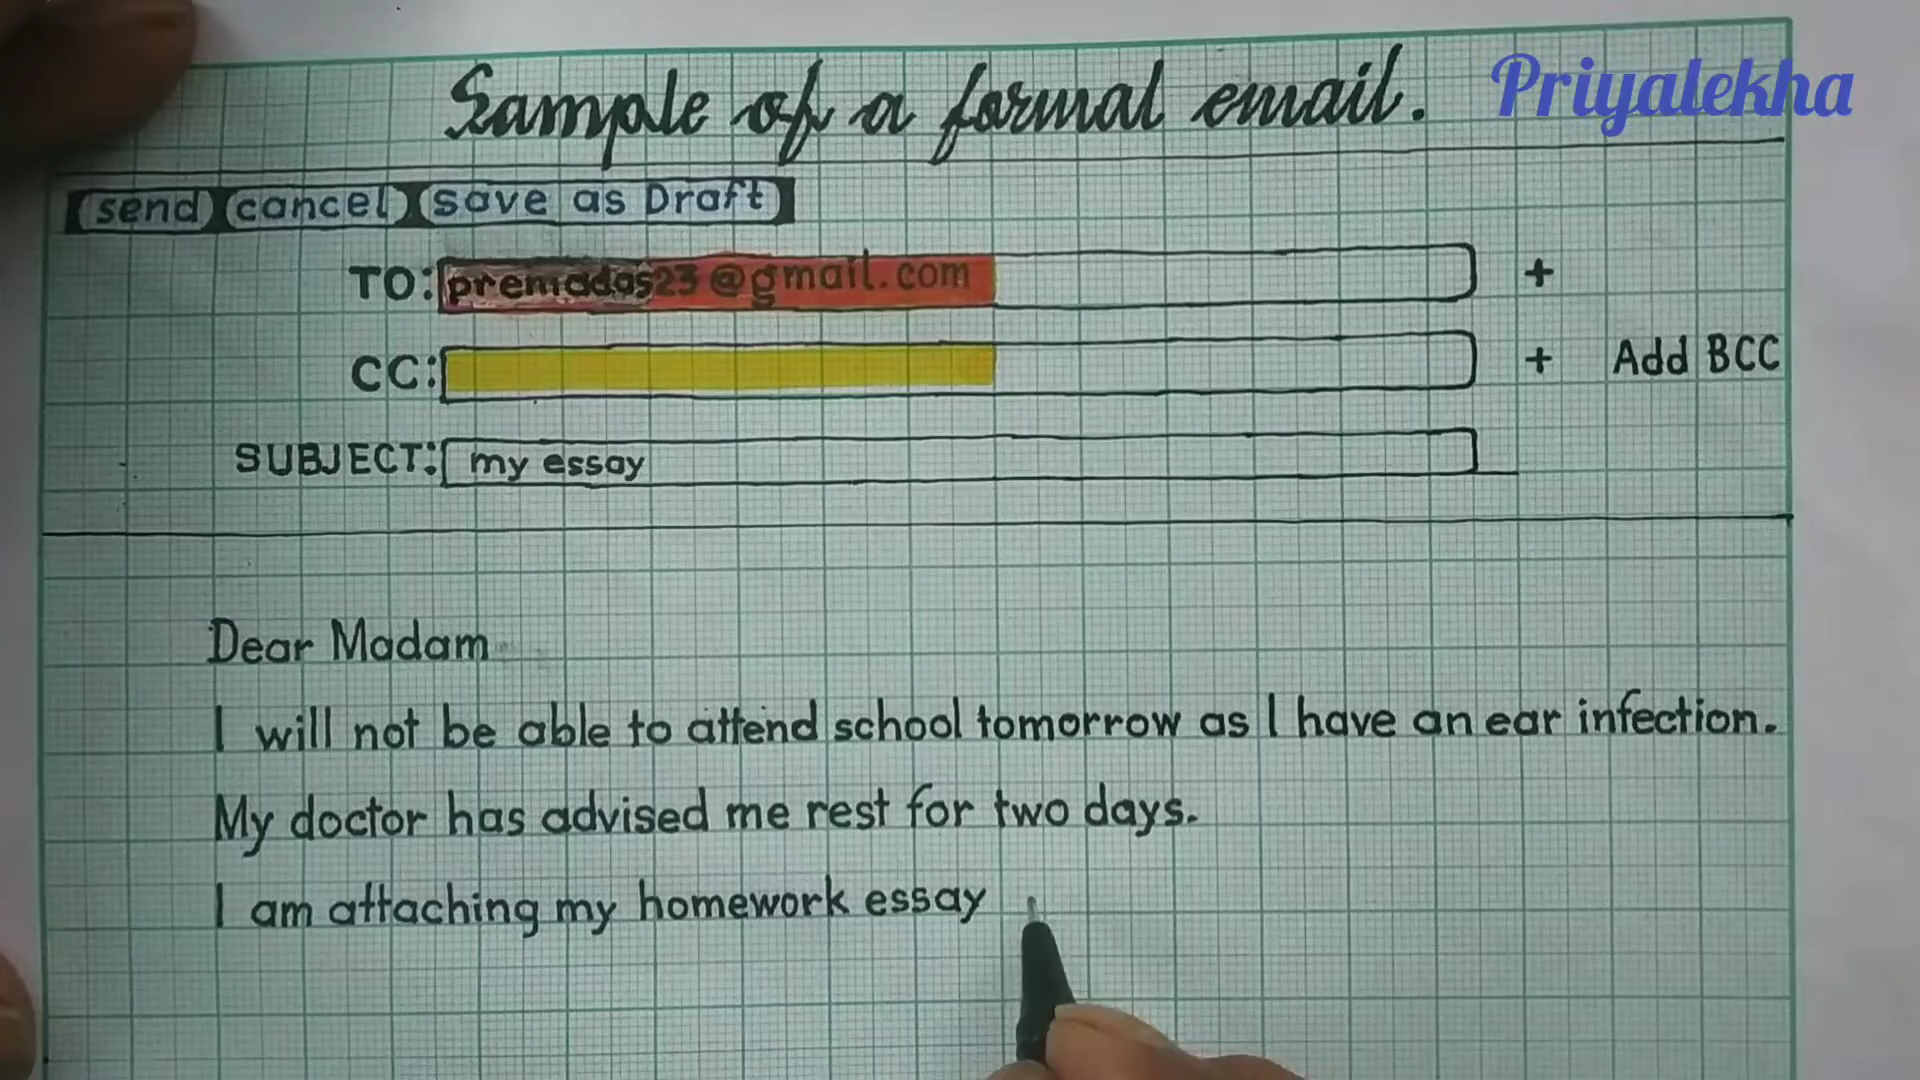 Sample of a formal email.
Priyalekha
send cancel save as Draft
TO: premadas23@gmail.com +
CC: + Add BCC
SUBJECT: my essay
Dear Madam
I will not be able to attend school tomorrow as I have an ear infection.
My doctor has advised me rest for two days.
I am attaching my homework essay